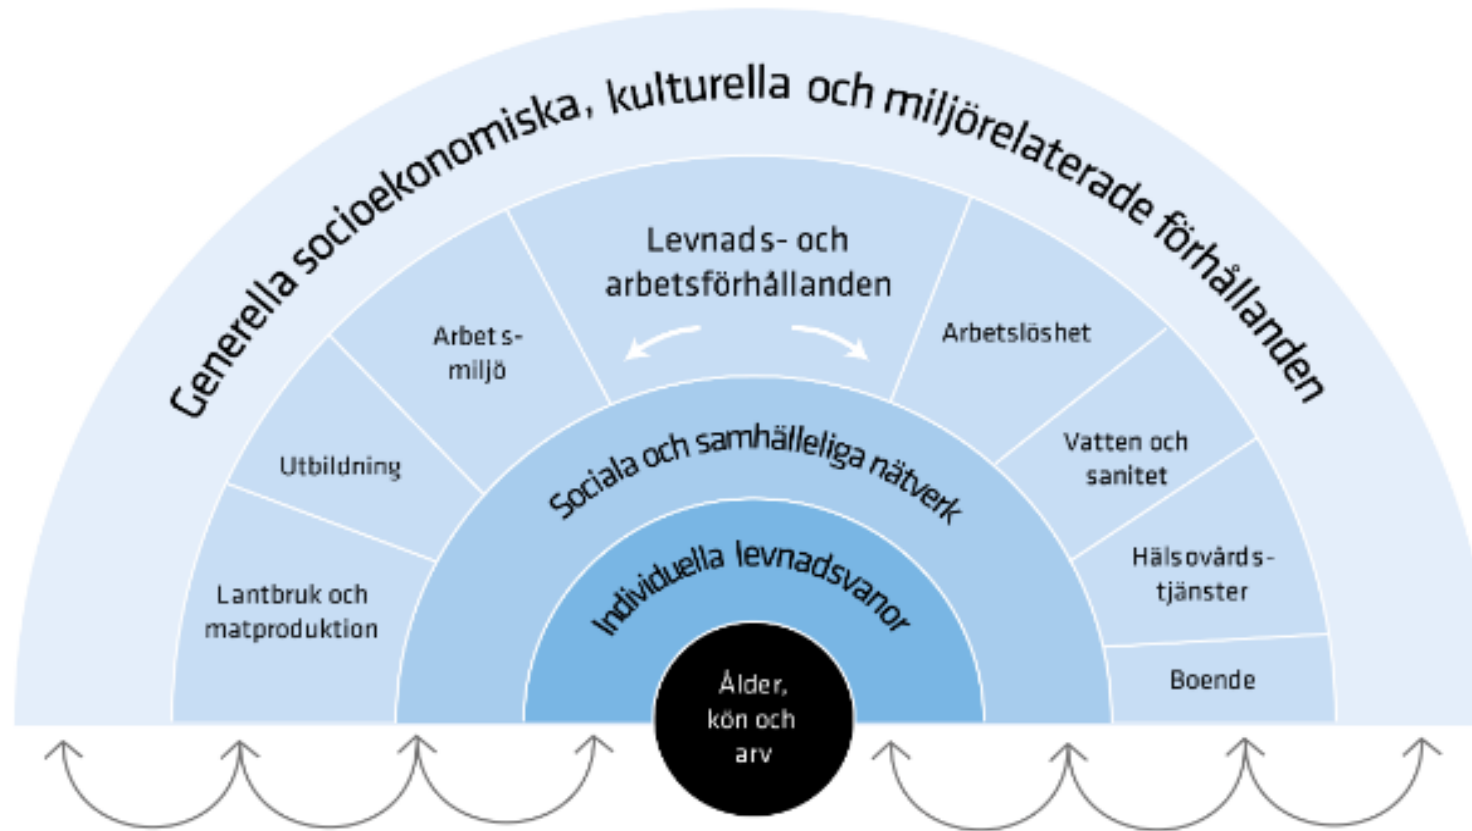 Generella socioekonomiska, kulturella och miljörelaterade förhållanden
Levnads- och
arbetsförhållanden
Arbets-
miljö
Arbetslöshet
Utbildning
Vatten och
sanitet
Lantbruk och
matproduktion
Hälsovårds-
tjänster
Boende
Sociala och samhälleliga nätverk
Individuella levnadsvanor
Ålder,
kön och
arv